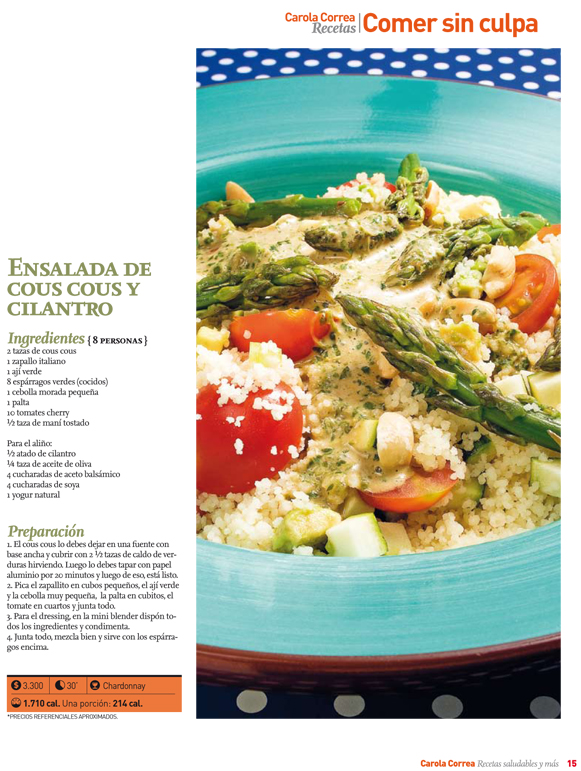 Carola Correa
Recetas
Comer sin culpa
Ensalada de
cous cous y
cilantro
Ingredientes { 8 personas }
2 tazas de cous cous
1 zapallo italiano
1 ají verde
8 espárragos verdes (cocidos)
1 cebolla morada pequeña
1 palta
10 tomates cherry
½ taza de maní tostado
Para el aliño:
½ atado de cilantro
¼ taza de aceite de oliva
4 cucharadas de aceto balsámico
4 cucharadas de soya
1 yogur natural
Preparación
1. El cous cous lo debes dejar en una fuente con
base ancha y cubrir con 2 ½ tazas de caldo de ver-
duras hirviendo. Luego lo debes tapar con papel
aluminio por 20 minutos y luego de eso, está listo.
2. Pica el zapallito en cubos pequeños, el ají verde
y la cebolla muy pequeña, la palta en cubitos, el
tomate en cuartos y junta todo.
3. Para el dressing, en la mini blender dispón to-
dos los ingredientes y condimenta.
4. Junta todo, mezcla bien y sirve con los espárra-
gos encima.
$ 3.300 30' Chardonnay
1.710 cal. Una porción: 214 cal.
*PRECIOS REFERENCIALES APROXIMADOS.
Carola Correa Recetas saludables y más 15